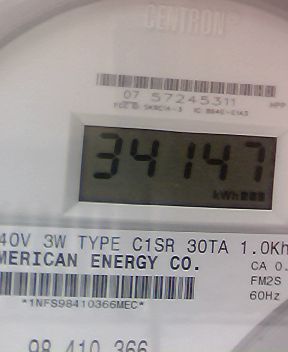 CENTRON®
07 57245311
34147
kWh
40V 3W TYPE C1SR 30TA 1.0Kh
MERICAN ENERGY CO.
CA 0.
FM2S
60Hz
*1NFS98410366MEC*
98 410 366